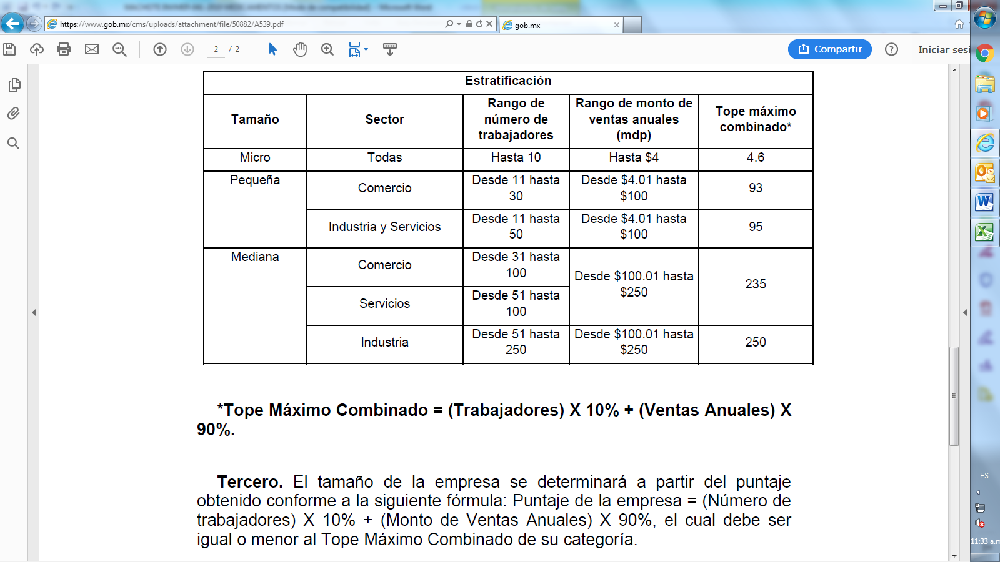 https://www.gob.mx/cms/uploads/attachment/file/50882/A539.pdf
gob.mx
2 / 2
Compartir
Iniciar sesi
Estratificación
Tamaño
Sector
Rango de
número de
trabajadores
Rango de monto de
ventas anuales
(mdp)
Tope máximo
combinado*
Micro
Todas
Hasta 10
Hasta $4
4.6
Pequeña
Comercio
Desde 11 hasta
30
Desde $4.01 hasta
$100
93
Industria y Servicios
Desde 11 hasta
50
Desde $4.01 hasta
$100
95
Mediana
Comercio
Desde 31 hasta
100
Desde $100.01 hasta
$250
235
Servicios
Desde 51 hasta
100
Industria
Desde 51 hasta
250
Desde $100.01 hasta
$250
250
*Tope Máximo Combinado = (Trabajadores) X 10% + (Ventas Anuales) X
90%.
Tercero. El tamaño de la empresa se determinará a partir del puntaje
obtenido conforme a la siguiente fórmula: Puntaje de la empresa = (Número de
trabajadores) X 10% + (Monto de Ventas Anuales) X 90%, el cual debe ser
igual o menor al Tope Máximo Combinado de su categoría.
ES
11:33 a.m